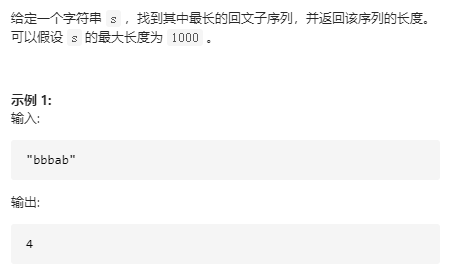 给定一个字符串 s ，找到其中最长的回文子序列，并返回该序列的长度。
可以假设 s 的最大长度为 1000 。
示例 1:
输入:
"bbbab"
输出:
4